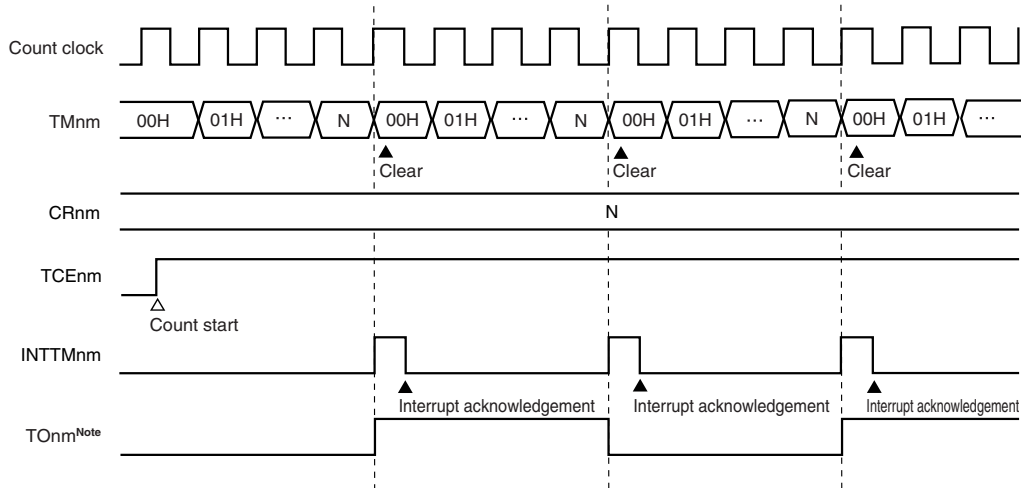 Count clock
TMnm 00H 01H ... N 00H 01H ... N 00H 01H ... N 00H 01H ...
Clear Clear Clear
CRnm N
TCEnm
Count start
INTTMnm
Interrupt acknowledgement Interrupt acknowledgement Interrupt acknowledgement
TOnmNote